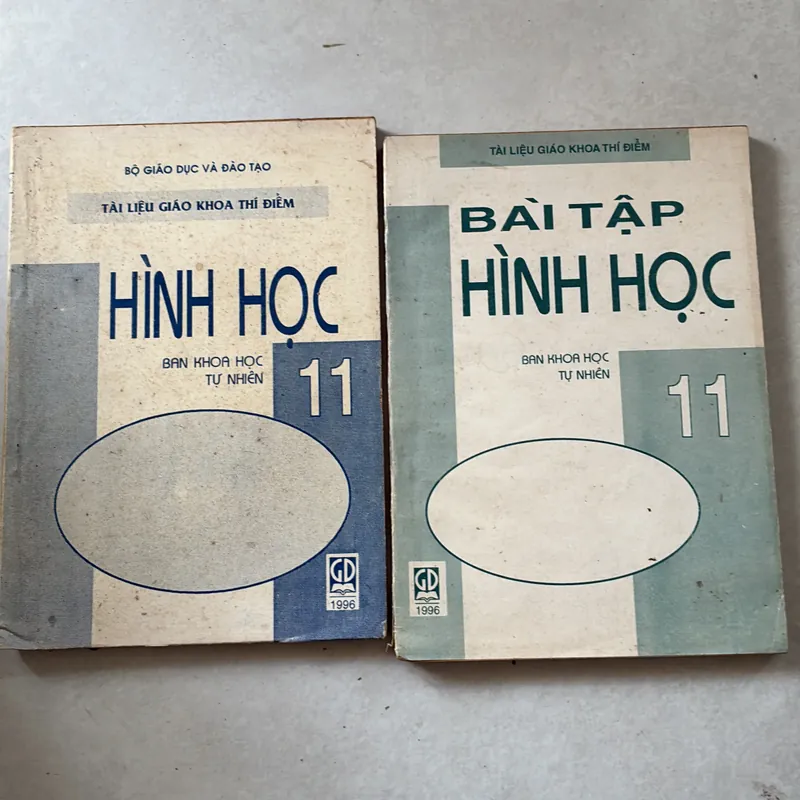 BỘ GIÁO DỤC VÀ ĐÀO TẠO
TÀI LIỆU GIÁO KHOA THÍ ĐIỂM
HÌNH HỌC
BAN KHOA HỌC
TỰ NHIÊN
11
GD
1996
TÀI LIỆU GIÁO KHOA THÍ ĐIỂM
BÀI TẬP
HÌNH HỌC
BAN KHOA HỌC
TỰ NHIÊN
11
GD
1996